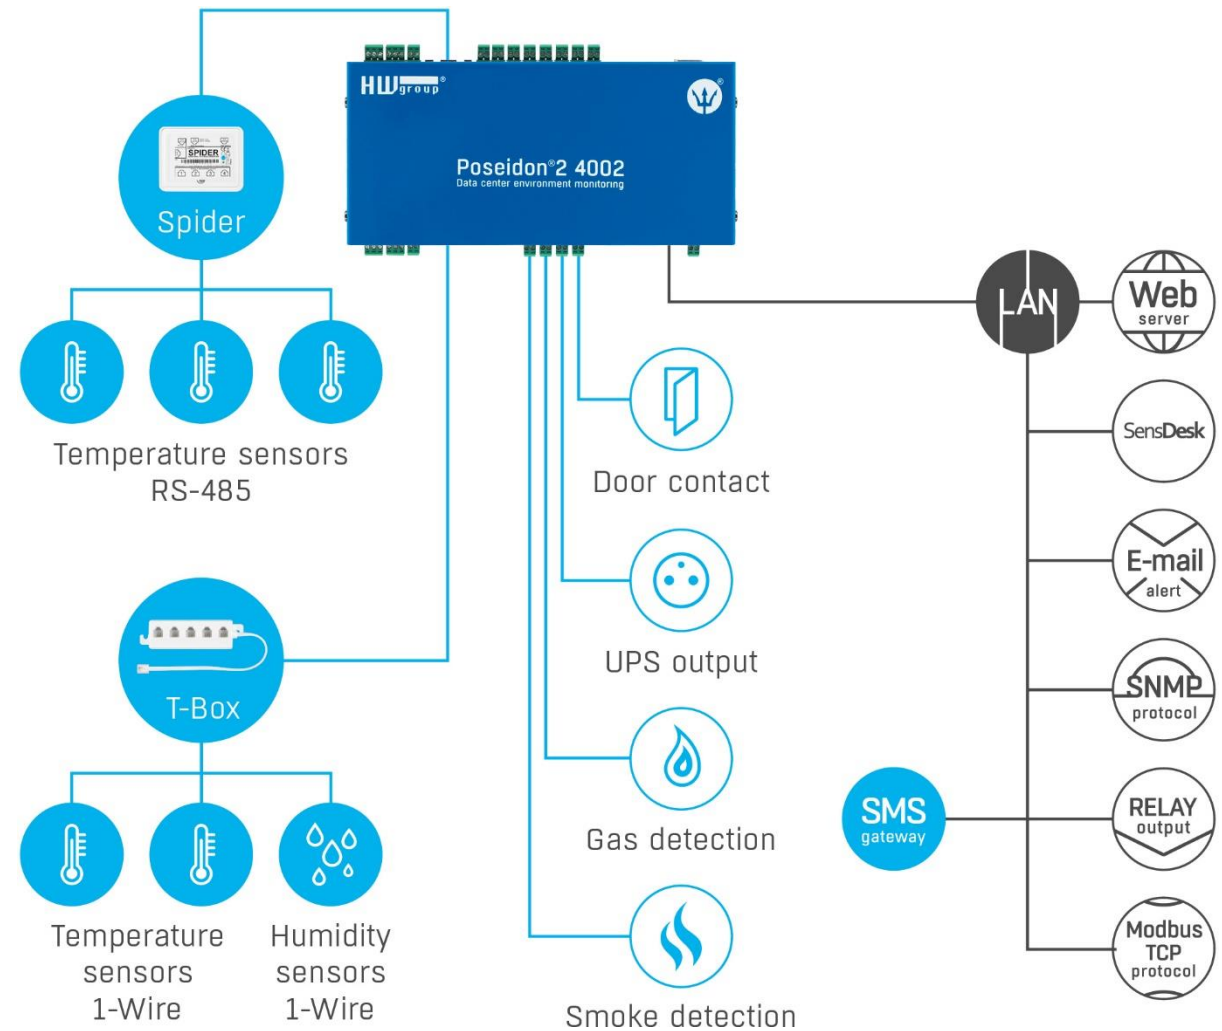 HW group®
®
Poseidon®2 4002
Data center environment monitoring
SPIDER
Spider
Temperature sensors
RS-485
T-Box
Temperature
sensors
1-Wire
Humidity
sensors
1-Wire
Door contact
UPS output
Gas detection
Smoke detection
LAN
Web
server
SensDesk
E-mail
alert
SNMP
protocol
SMS
gateway
RELAY
output
Modbus
TCP
protocol